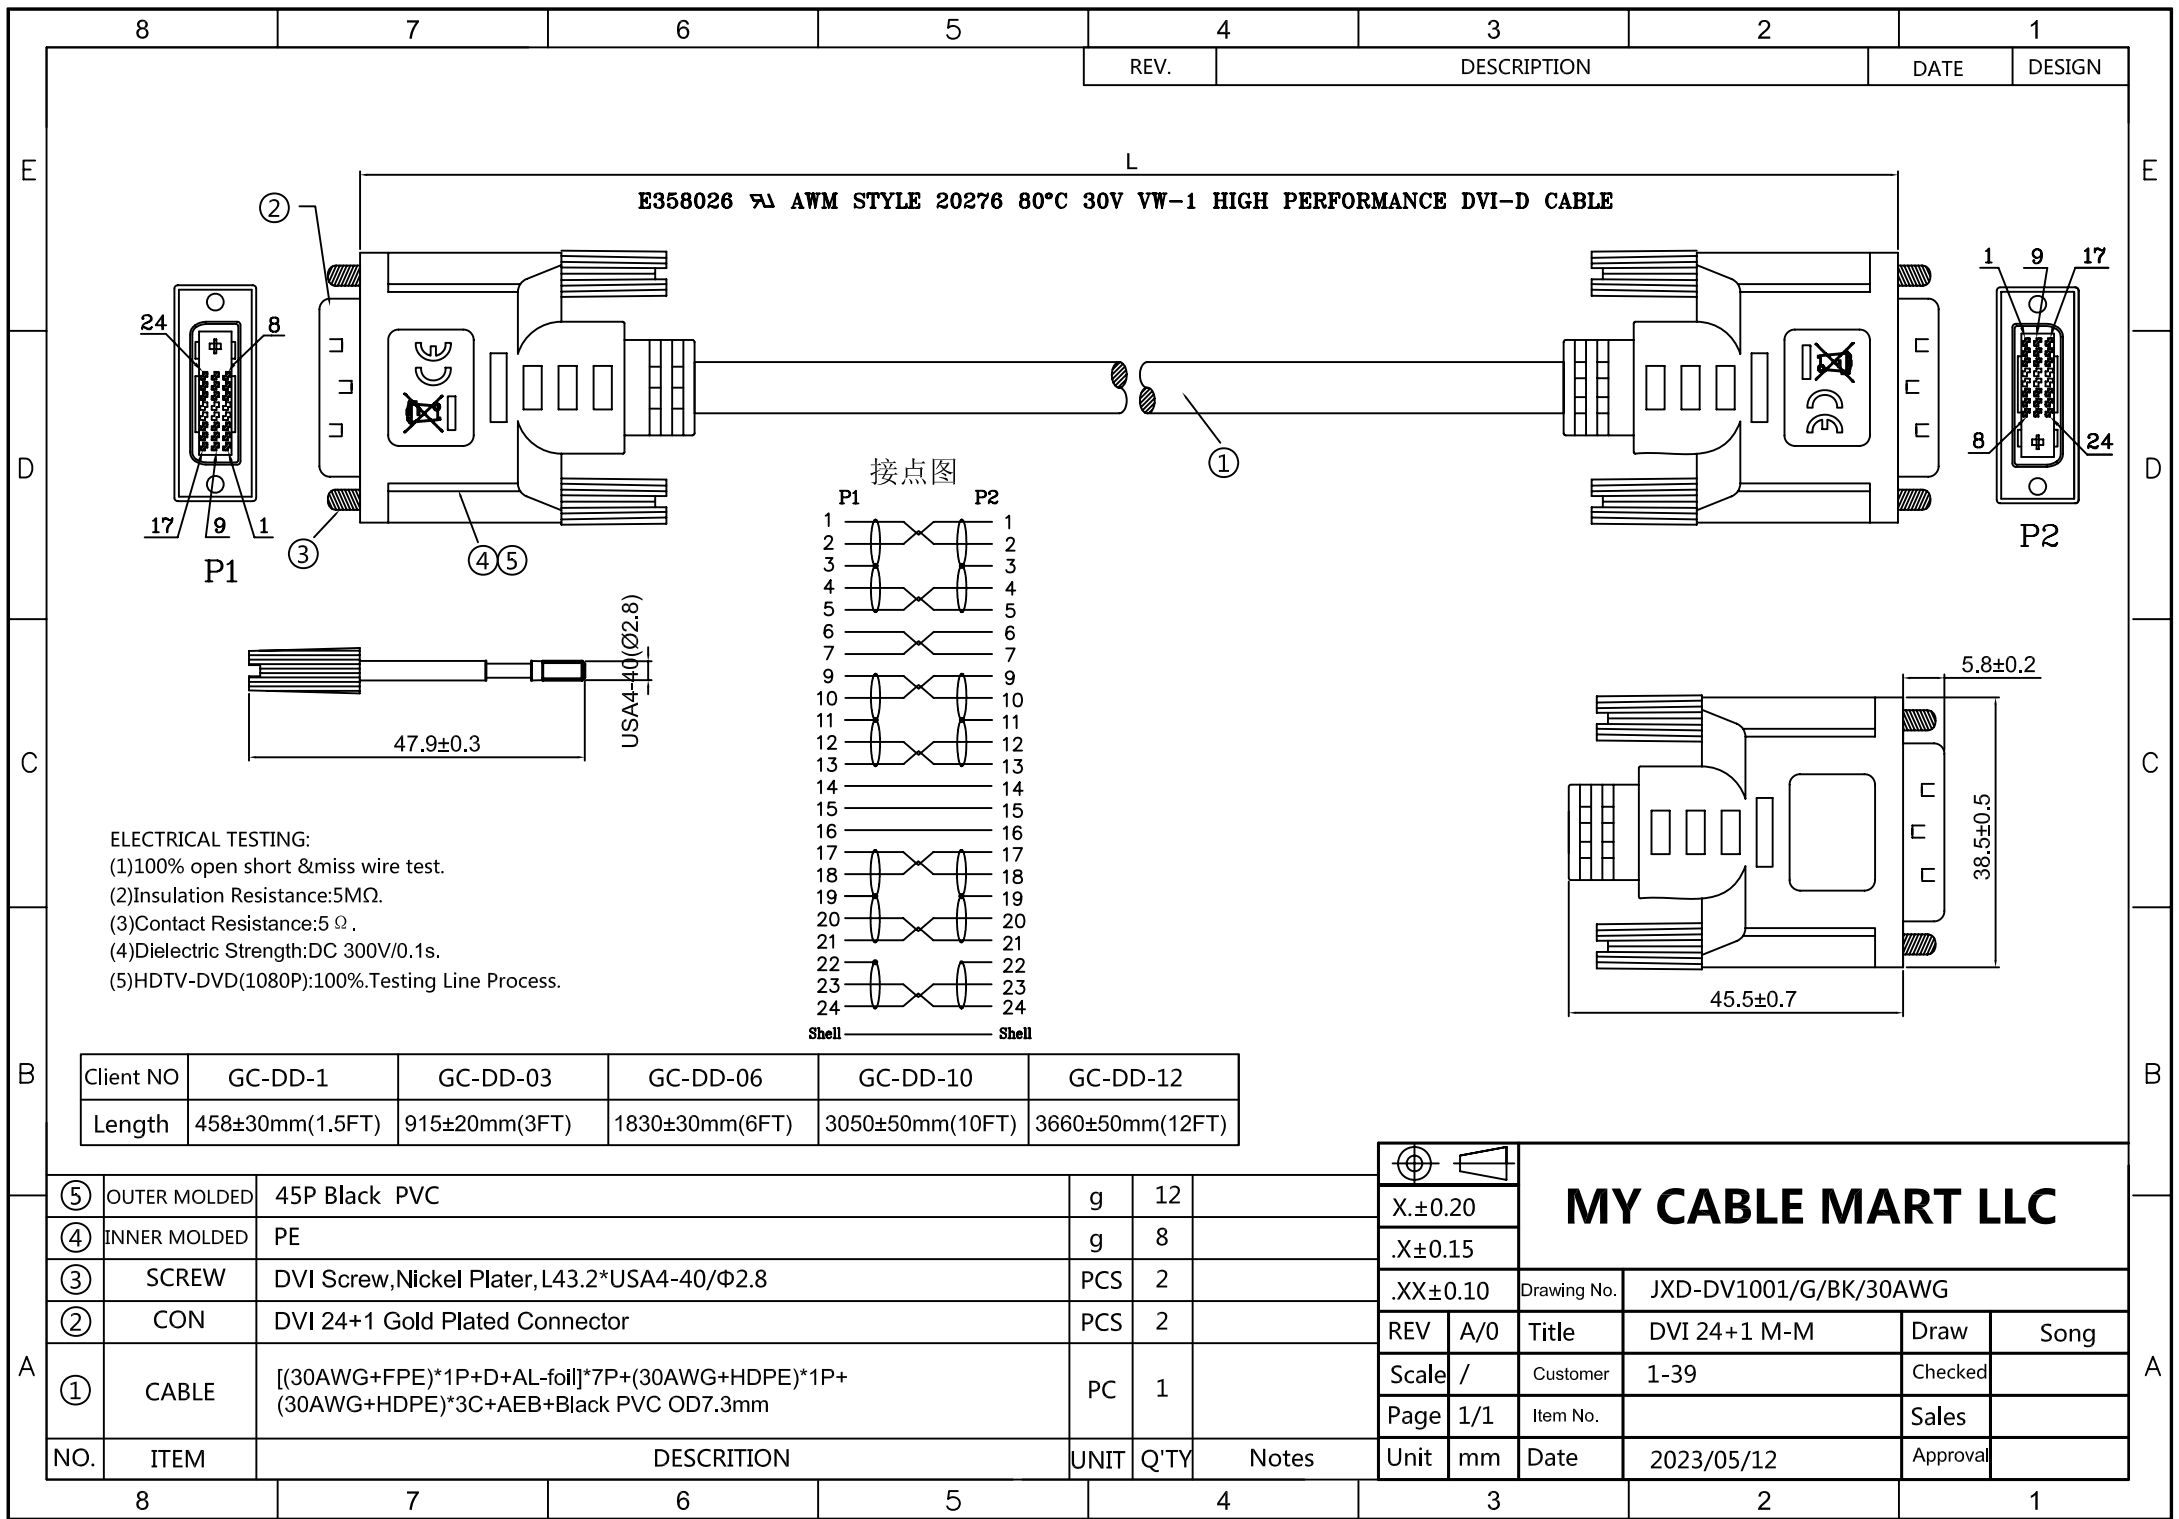 8 7 6 5 4 3 2 1
REV. DESCRIPTION DATE DESIGN
E E
L
E358026 AWM STYLE 20276 80°C 30V VW-1 HIGH PERFORMANCE DVI-D CABLE
②
1 9 17
24 8
8 24
17 9 1
P1
③
④⑤
①
P2
D D
接点图
P1 P2
1 1
2 2
3 3
4 4
5 5
6 6
7 7
9 9
10 10
11 11
12 12
13 13
14 14
15 15
16 16
17 17
18 18
19 19
20 20
21 21
22 22
23 23
24 24
Shell Shell
USA4-40(Ø2.8)
47.9±0.3
5.8±0.2
38.5±0.5
45.5±0.7
C C
ELECTRICAL TESTING:
(1)100% open short &miss wire test.
(2)Insulation Resistance:5MΩ.
(3)Contact Resistance:5 Ω .
(4)Dielectric Strength:DC 300V/0.1s.
(5)HDTV-DVD(1080P):100%.Testing Line Process.
B B
Client NO GC-DD-1 GC-DD-03 GC-DD-06 GC-DD-10 GC-DD-12
Length 458±30mm(1.5FT) 915±20mm(3FT) 1830±30mm(6FT) 3050±50mm(10FT) 3660±50mm(12FT)
⑤ OUTER MOLDED 45P Black PVC g 12
④ INNER MOLDED PE g 8
③ SCREW DVI Screw,Nickel Plater,L43.2*USA4-40/Φ2.8 PCS 2
② CON DVI 24+1 Gold Plated Connector PCS 2
① CABLE [(30AWG+FPE)*1P+D+AL-foil]*7P+(30AWG+HDPE)*1P+
(30AWG+HDPE)*3C+AEB+Black PVC OD7.3mm PC 1
NO. ITEM DESCRITION UNIT Q'TY Notes
X.±0.20
.X±0.15
.XX±0.10
MY CABLE MART LLC
Drawing No. JXD-DV1001/G/BK/30AWG
REV A/0 Title DVI 24+1 M-M Draw Song
Scale / Customer 1-39 Checked
Page 1/1 Item No. Sales
Unit mm Date 2023/05/12 Approval
A A
8 7 6 5 4 3 2 1